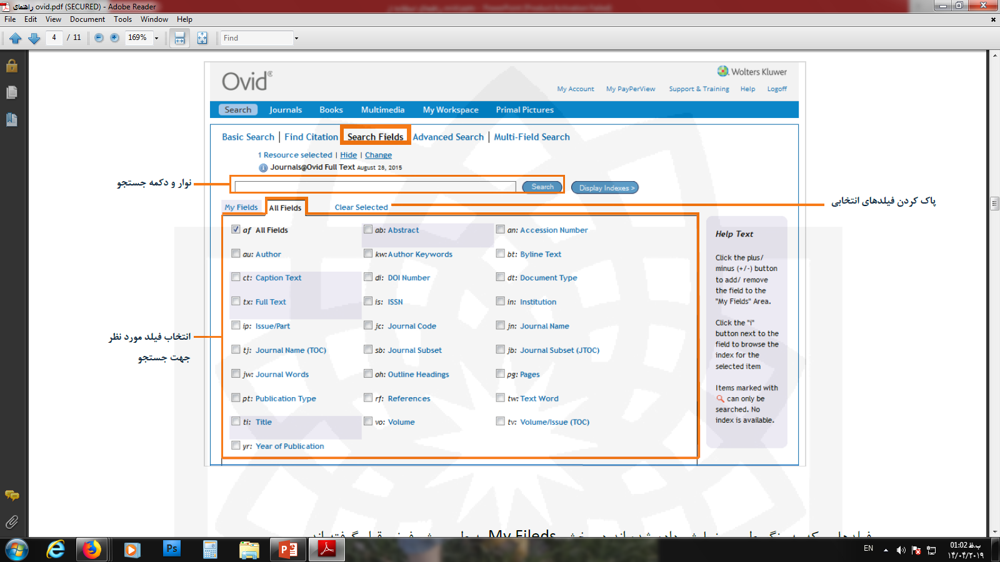 راهنمای ovid.pdf (SECURED) - Adobe Reader
File Edit View Document Tools Window Help
4 / 11 169% Find
Ovid
Wolters Kluwer
My Account My PayPerView Support & Training Help Logoff
Search Journals Books Multimedia My Workspace Primal Pictures
Basic Search | Find Citation Search Fields Advanced Search | Multi-Field Search
1 Resource selected | Hide | Change
Journals@Ovid Full Text August 28, 2015
نوار و دکمه جستجو
Search Display Indexes >
پاک کردن فیلدهای انتخابی
My Fields All Fields Clear Selected
af All Fields ab: Abstract an: Accession Number
au: Author kw: Author Keywords bt: Byline Text
ct: Caption Text di: DOI Number dt: Document Type
tx: Full Text is: ISSN in: Institution
ip: Issue/Part jc: Journal Code jn: Journal Name
tj: Journal Name (TOC) sb: Journal Subset jb: Journal Subset (JTOC)
jw: Journal Words oh: Outline Headings pg: Pages
pt: Publication Type rf: References tw: Text Word
ti: Title vo: Volume tv: Volume/Issue (TOC)
yr: Year of Publication
انتخاب فیلد مورد نظر
جهت جستجو
Help Text
Click the plus/
minus (+/-) button
to add/ remove
the field to the
"My Fields" Area.
Click the "i"
button next to the
field to browse the
index for the
selected item
Items marked with
can only be
searched. No
index is available.
My Fileds
Ps
EN
01:02 ب.ظ
۱۴/۰۴/۲۰۱۹